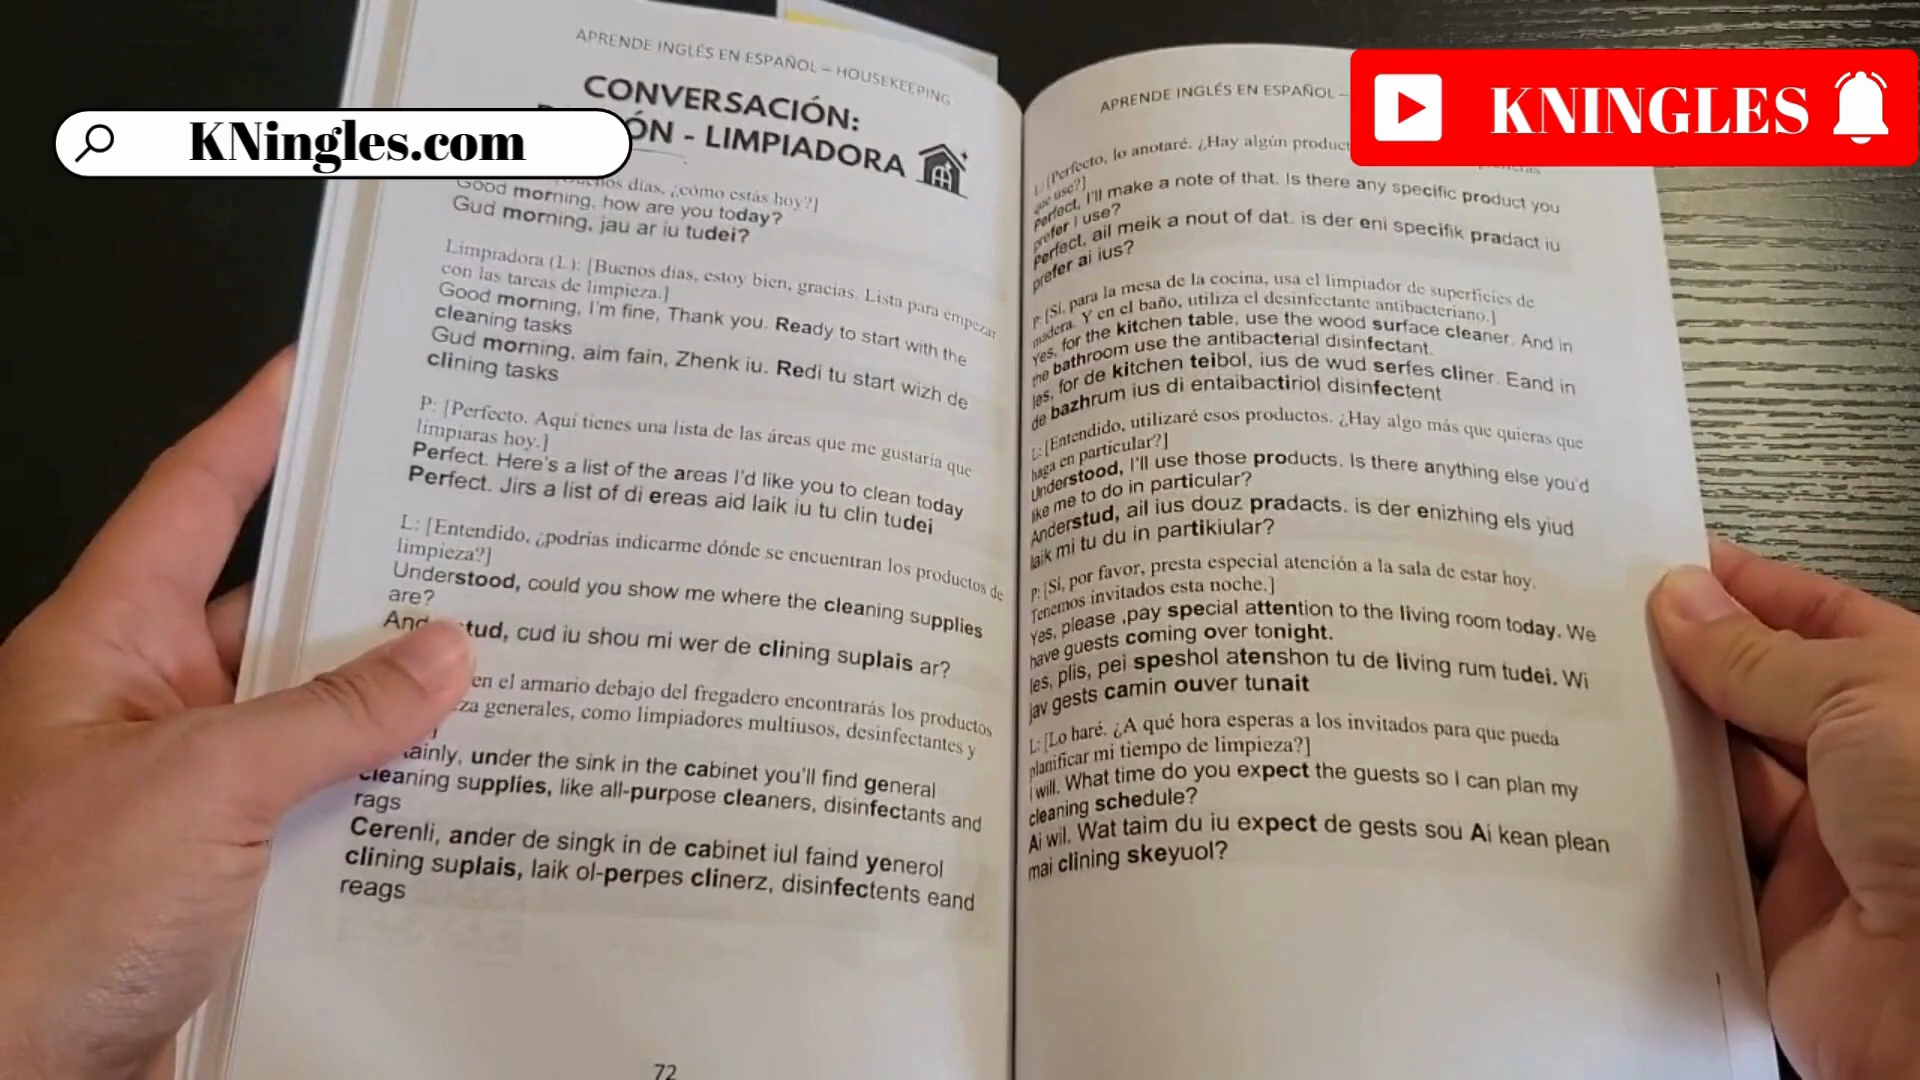 KNingles.com
KNINGLES
APRENDE INGLÉS EN ESPAÑOL – HOUSEKEEPING
CONVERSACIÓN:
- LIMPIADORA
días, ¿cómo estás hoy?]
Good morning, how are you today?
Gud morning, jau ar iu tudei?
Limpiadora (L): [Buenos días, estoy bien, gracias. Lista para empezar
con las tareas de limpieza.]
Good morning, I'm fine, Thank you. Ready to start with the
cleaning tasks
Gud morning, aim fain, Zhenk iu. Redi tu start wizh de
clining tasks
P: [Perfecto. Aquí tienes una lista de las áreas que me gustaría que
limpiaras hoy.]
Perfect. Here's a list of the areas I'd like you to clean today
Perfect. Jirs a list of di ereas aid laik iu tu clin tudei
L: [Entendido, ¿podrías indicarme dónde se encuentran los productos de
limpieza?]
Understood, could you show me where the cleaning supplies
are?
tud, cud iu shou mi wer de clining suplais ar?
en el armario debajo del fregadero encontrarás los productos
za generales, como limpiadores multiusos, desinfectantes y
tainly, under the sink in the cabinet you'll find general
cleaning supplies, like all-purpose cleaners, disinfectants and
rags
Cerenli, ander de singk in de cabinet iul faind yenerol
clining suplais, laik ol-perpes clinerz, disinfectents eand
reags
72
APRENDE INGLÉS EN ESPAÑOL –
L: [Perfecto, lo anotaré. ¿Hay algún
que use?]
Perfect, I'll make a note of that. Is there any specific product you
prefer I use?
Perfect, ail meik a nout of dat. is der eni specifik pradact iu
prefer ai ius?
P: [Sí, para la mesa de la cocina, usa el limpiador de superficies de
madera. Y en el baño, utiliza el desinfectante antibacteriano.]
Yes, for the kitchen table, use the wood surface cleaner. And in
the bathroom use the antibacterial disinfectant.
Ies, for de kitchen teibol, ius de wud serfes cliner. Eand in
de bazhrum ius di entaibactiriol disinfectent
L: [Entendido, utilizaré esos productos. ¿Hay algo más que quieras que
haga en particular?]
Understood, I'll use those products. Is there anything else you'd
like me to do in particular?
Anderstud, ail ius douz pradacts. is der enizhing els yiud
laik mi tu du in partikiular?
P: [Sí, por favor, presta especial atención a la sala de estar hoy.
Tenemos invitados esta noche.]
Yes, please ,pay special attention to the living room today. We
have guests coming over tonight.
Ies, plis, pei speshol atenshon tu de living rum tudei. Wi
jav gests camin ouver tunait
L: [Lo haré. ¿A qué hora esperas a los invitados para que pueda
planificar mi tiempo de limpieza?]
I will. What time do you expect the guests so I can plan my
cleaning schedule?
Ai wil. Wat taim du iu expect de gests sou Ai kean plean
mai clining skeyuol?